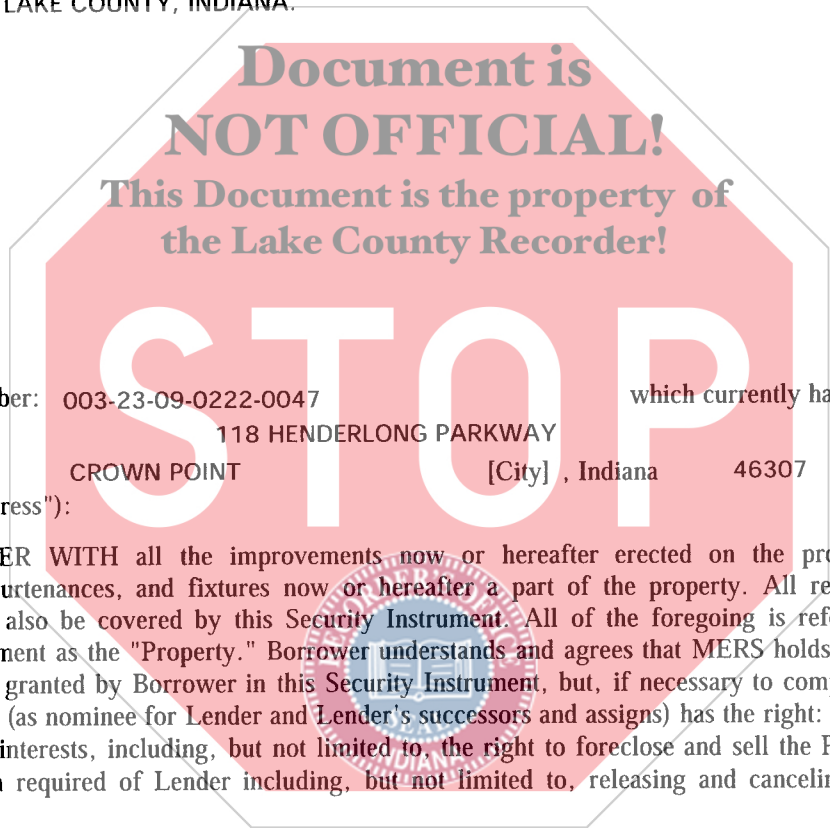 LAKE COUNTY, INDIANA.
Document is
NOT OFFICIAL!
This Document is the property of
the Lake County Recorder!
STOP
ber: 003-23-09-0222-0047 which currently ha
118 HENDERLONG PARKWAY
CROWN POINT [City] , Indiana 46307
ress"):
ER WITH all the improvements now or hereafter erected on the pro
urtenances, and fixtures now or hereafter a part of the property. All re
also be covered by this Security Instrument. All of the foregoing is refe
ment as the "Property." Borrower understands and agrees that MERS holds
granted by Borrower in this Security Instrument, but, if necessary to com
(as nominee for Lender and Lender's successors and assigns) has the right:
interests, including, but not limited to, the right to foreclose and sell the P
required of Lender including, but not limited to, releasing and cancelin
RECORDER'S OFFICE
SEAL
INDIANA